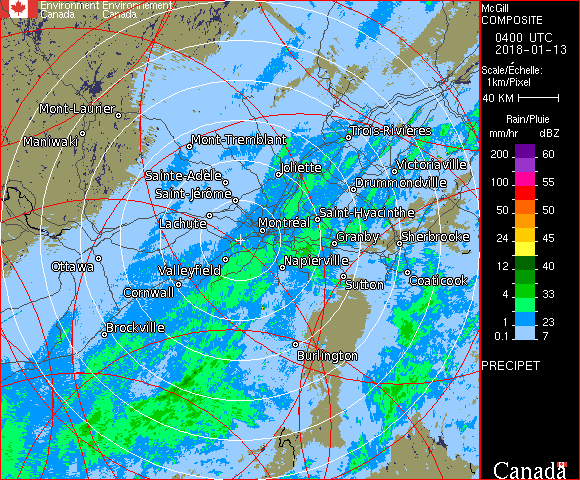 Environment Environnement
Canada Canada
McGill
COMPOSITE
0400 UTC
2018-01-13
Scale/Échelle:
1km/Pixel
40 KM
Rain/Pluie
mm/hr dBZ
200 60
100 55
50 50
24 45
12 40
4 33
1 23
0.1 7
PRECIPET
Canada
Mont-Laurier
Maniwaki
Mont-Tremblant
Trois-Rivières
Joliette
Victoriaville
Sainte-Adèle
Drummondville
Saint-Jérôme
Saint-Hyacinthe
Lachute
Montréal
Granby
Sherbrooke
Ottawa
Valleyfield
Napierville
Cornwall
Sutton
Coaticook
Brockville
Burlington